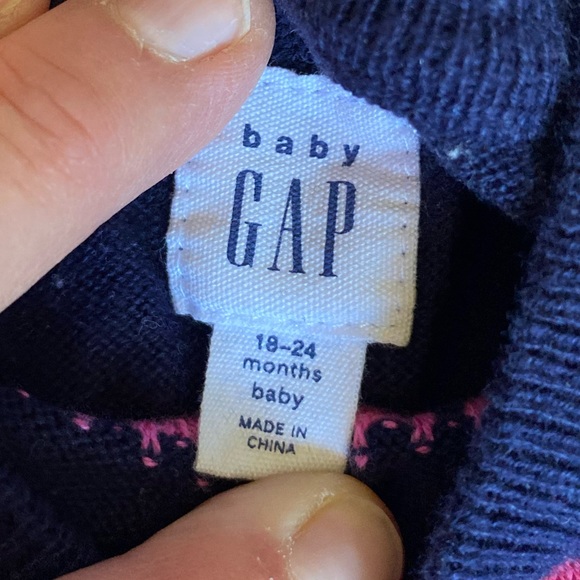 baby
GAP
18-24
months
baby
MADE IN
CHINA